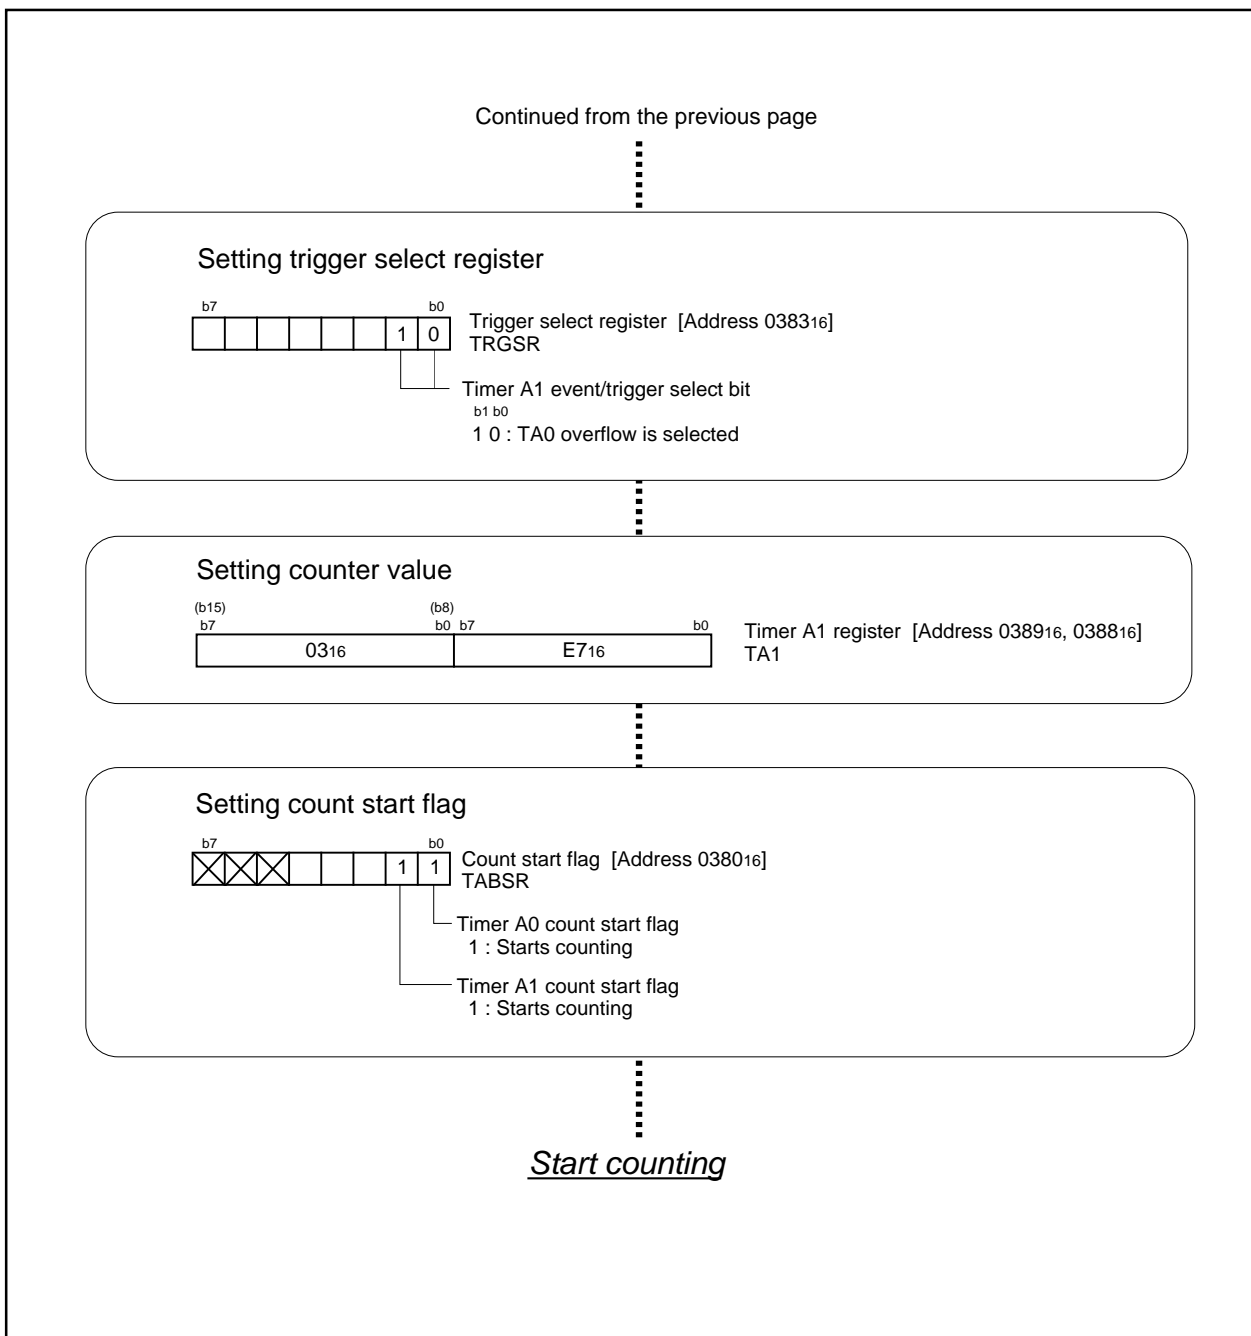 Continued from the previous page
Setting trigger select register
b7 b0
1 0
Trigger select register [Address 038316]
TRGSR
Timer A1 event/trigger select bit
b1 b0
1 0 : TA0 overflow is selected
Setting counter value
(b15) (b8)
b7 b0 b7 b0
0316 E716
Timer A1 register [Address 038916, 038816]
TA1
Setting count start flag
b7 b0
1 1
Count start flag [Address 038016]
TABSR
Timer A0 count start flag
1 : Starts counting
Timer A1 count start flag
1 : Starts counting
Start counting